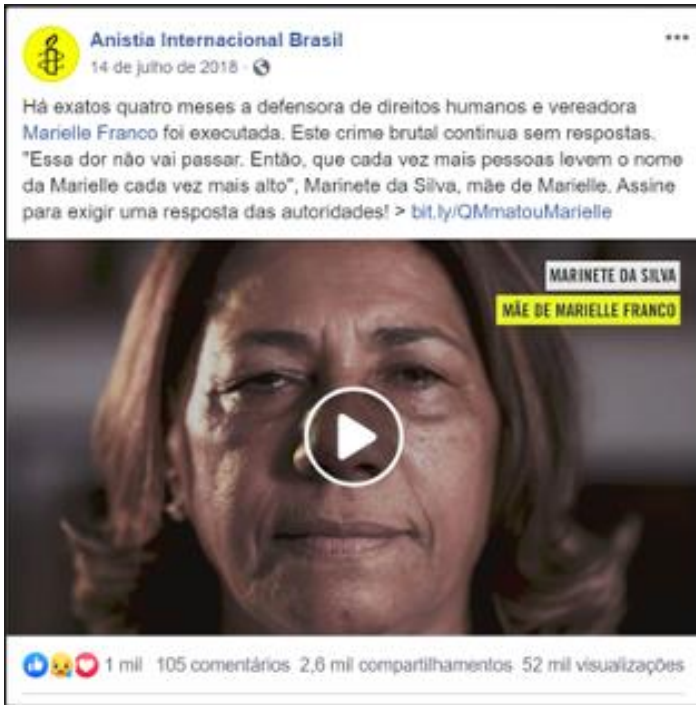 Anistia Internacional Brasil
14 de julho de 2018 ·
Há exatos quatro meses a defensora de direitos humanos e vereadora
Marielle Franco foi executada. Este crime brutal continua sem respostas.
"Essa dor não vai passar. Então, que cada vez mais pessoas levem o nome
da Marielle cada vez mais alto", Marinete da Silva, mãe de Marielle. Assine
para exigir uma resposta das autoridades! > bit.ly/QMmatouMarielle
MARINETE DA SILVA
MÃE DE MARIELLE FRANCO
1 mil 105 comentários 2,6 mil compartilhamentos 52 mil visualizações